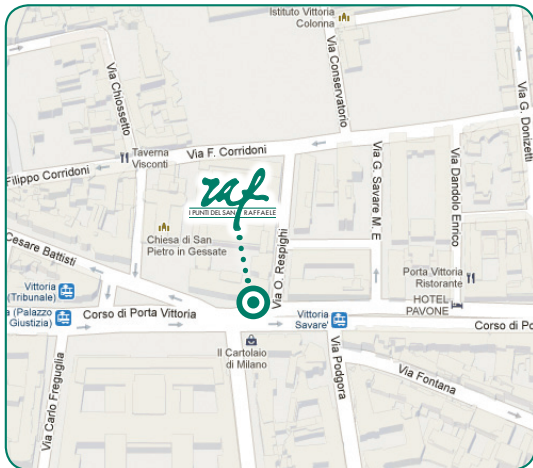 Istituto Vittoria
Colonna
Via Conservatorio
Via G. Donizetti
Via Chiossetto
Taverna
Visconti
Via F. Corridoni
Filippo Corridoni
raf
I PUNTI DEL SAN RAFFAELE
Via G. Savare M. E
Via Dandolo Enrico
Chiesa di San
Pietro in Gessate
Via O. Respighi
Cesare Battisti
Porta Vittoria
Ristorante
HOTEL
PAVONE
Vittoria
(Tribunale)
a (Palazzo
Giustizia)
Corso di Porta Vittoria
Vittoria
Savare'
Corso di Po
Il Cartolaio
di Milano
Via Podgora
Via Fontana
Via Carlo Freguglia